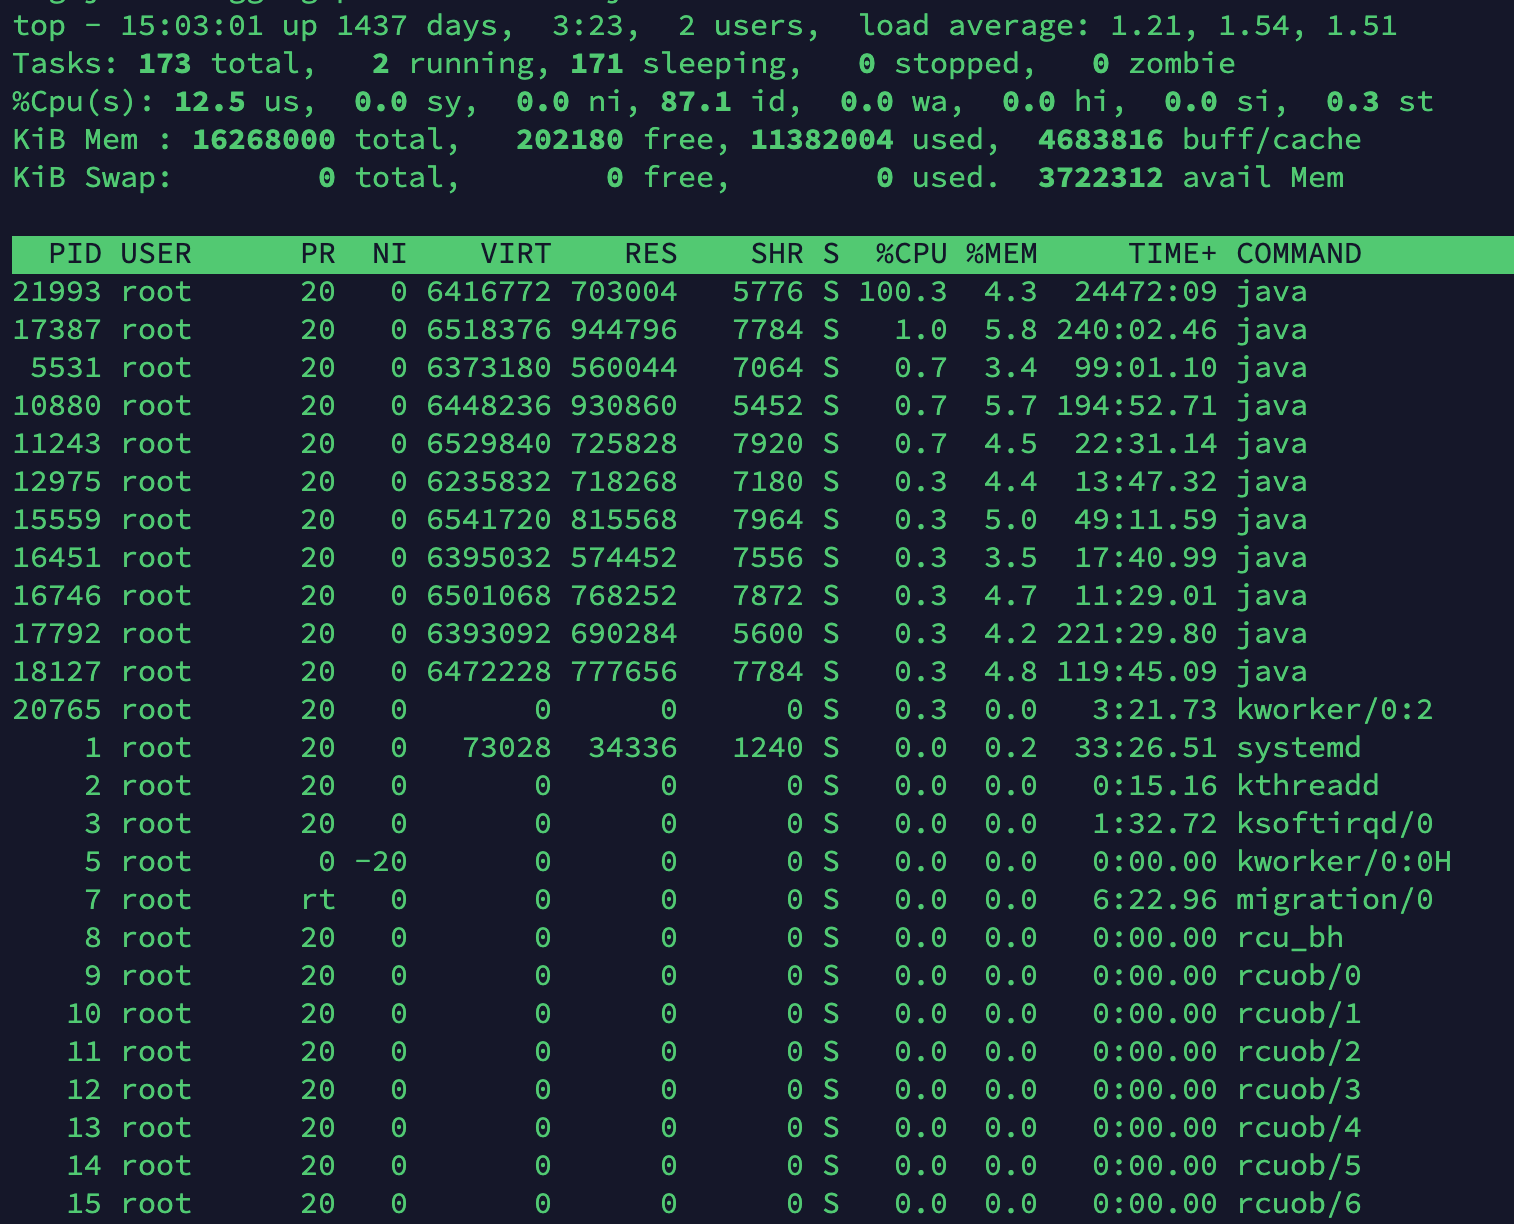 top - 15:03:01 up 1437 days,  3:23,  2 users,  load average: 1.21, 1.54, 1.51
Tasks: 173 total,   2 running, 171 sleeping,   0 stopped,   0 zombie
%Cpu(s): 12.5 us,  0.0 sy,  0.0 ni, 87.1 id,  0.0 wa,  0.0 hi,  0.0 si,  0.3 st
KiB Mem : 16268000 total,   202180 free, 11382004 used,  4683816 buff/cache
KiB Swap:        0 total,        0 free,        0 used.  3722312 avail Mem
  PID USER      PR  NI    VIRT    RES    SHR S  %CPU %MEM     TIME+ COMMAND
21993 root      20   0 6416772 703004   5776 S 100.3  4.3  24472:09 java
17387 root      20   0 6518376 944796   7784 S   1.0  5.8 240:02.46 java
 5531 root      20   0 6373180 560044   7064 S   0.7  3.4  99:01.10 java
10880 root      20   0 6448236 930860   5452 S   0.7  5.7 194:52.71 java
11243 root      20   0 6529840 725828   7920 S   0.7  4.5  22:31.14 java
12975 root      20   0 6235832 718268   7180 S   0.3  4.4  13:47.32 java
15559 root      20   0 6541720 815568   7964 S   0.3  5.0  49:11.59 java
16451 root      20   0 6395032 574452   7556 S   0.3  3.5  17:40.99 java
16746 root      20   0 6501068 768252   7872 S   0.3  4.7  11:29.01 java
17792 root      20   0 6393092 690284   5600 S   0.3  4.2 221:29.80 java
18127 root      20   0 6472228 777656   7784 S   0.3  4.8 119:45.09 java
20765 root      20   0       0      0      0 S   0.3  0.0   3:21.73 kworker/0:2
    1 root      20   0   73028  34336   1240 S   0.0  0.2  33:26.51 systemd
    2 root      20   0       0      0      0 S   0.0  0.0   0:15.16 kthreadd
    3 root      20   0       0      0      0 S   0.0  0.0   1:32.72 ksoftirqd/0
    5 root       0 -20       0      0      0 S   0.0  0.0   0:00.00 kworker/0:0H
    7 root      rt   0       0      0      0 S   0.0  0.0   6:22.96 migration/0
    8 root      20   0       0      0      0 S   0.0  0.0   0:00.00 rcu_bh
    9 root      20   0       0      0      0 S   0.0  0.0   0:00.00 rcuob/0
   10 root      20   0       0      0      0 S   0.0  0.0   0:00.00 rcuob/1
   11 root      20   0       0      0      0 S   0.0  0.0   0:00.00 rcuob/2
   12 root      20   0       0      0      0 S   0.0  0.0   0:00.00 rcuob/3
   13 root      20   0       0      0      0 S   0.0  0.0   0:00.00 rcuob/4
   14 root      20   0       0      0      0 S   0.0  0.0   0:00.00 rcuob/5
   15 root      20   0       0      0      0 S   0.0  0.0   0:00.00 rcuob/6